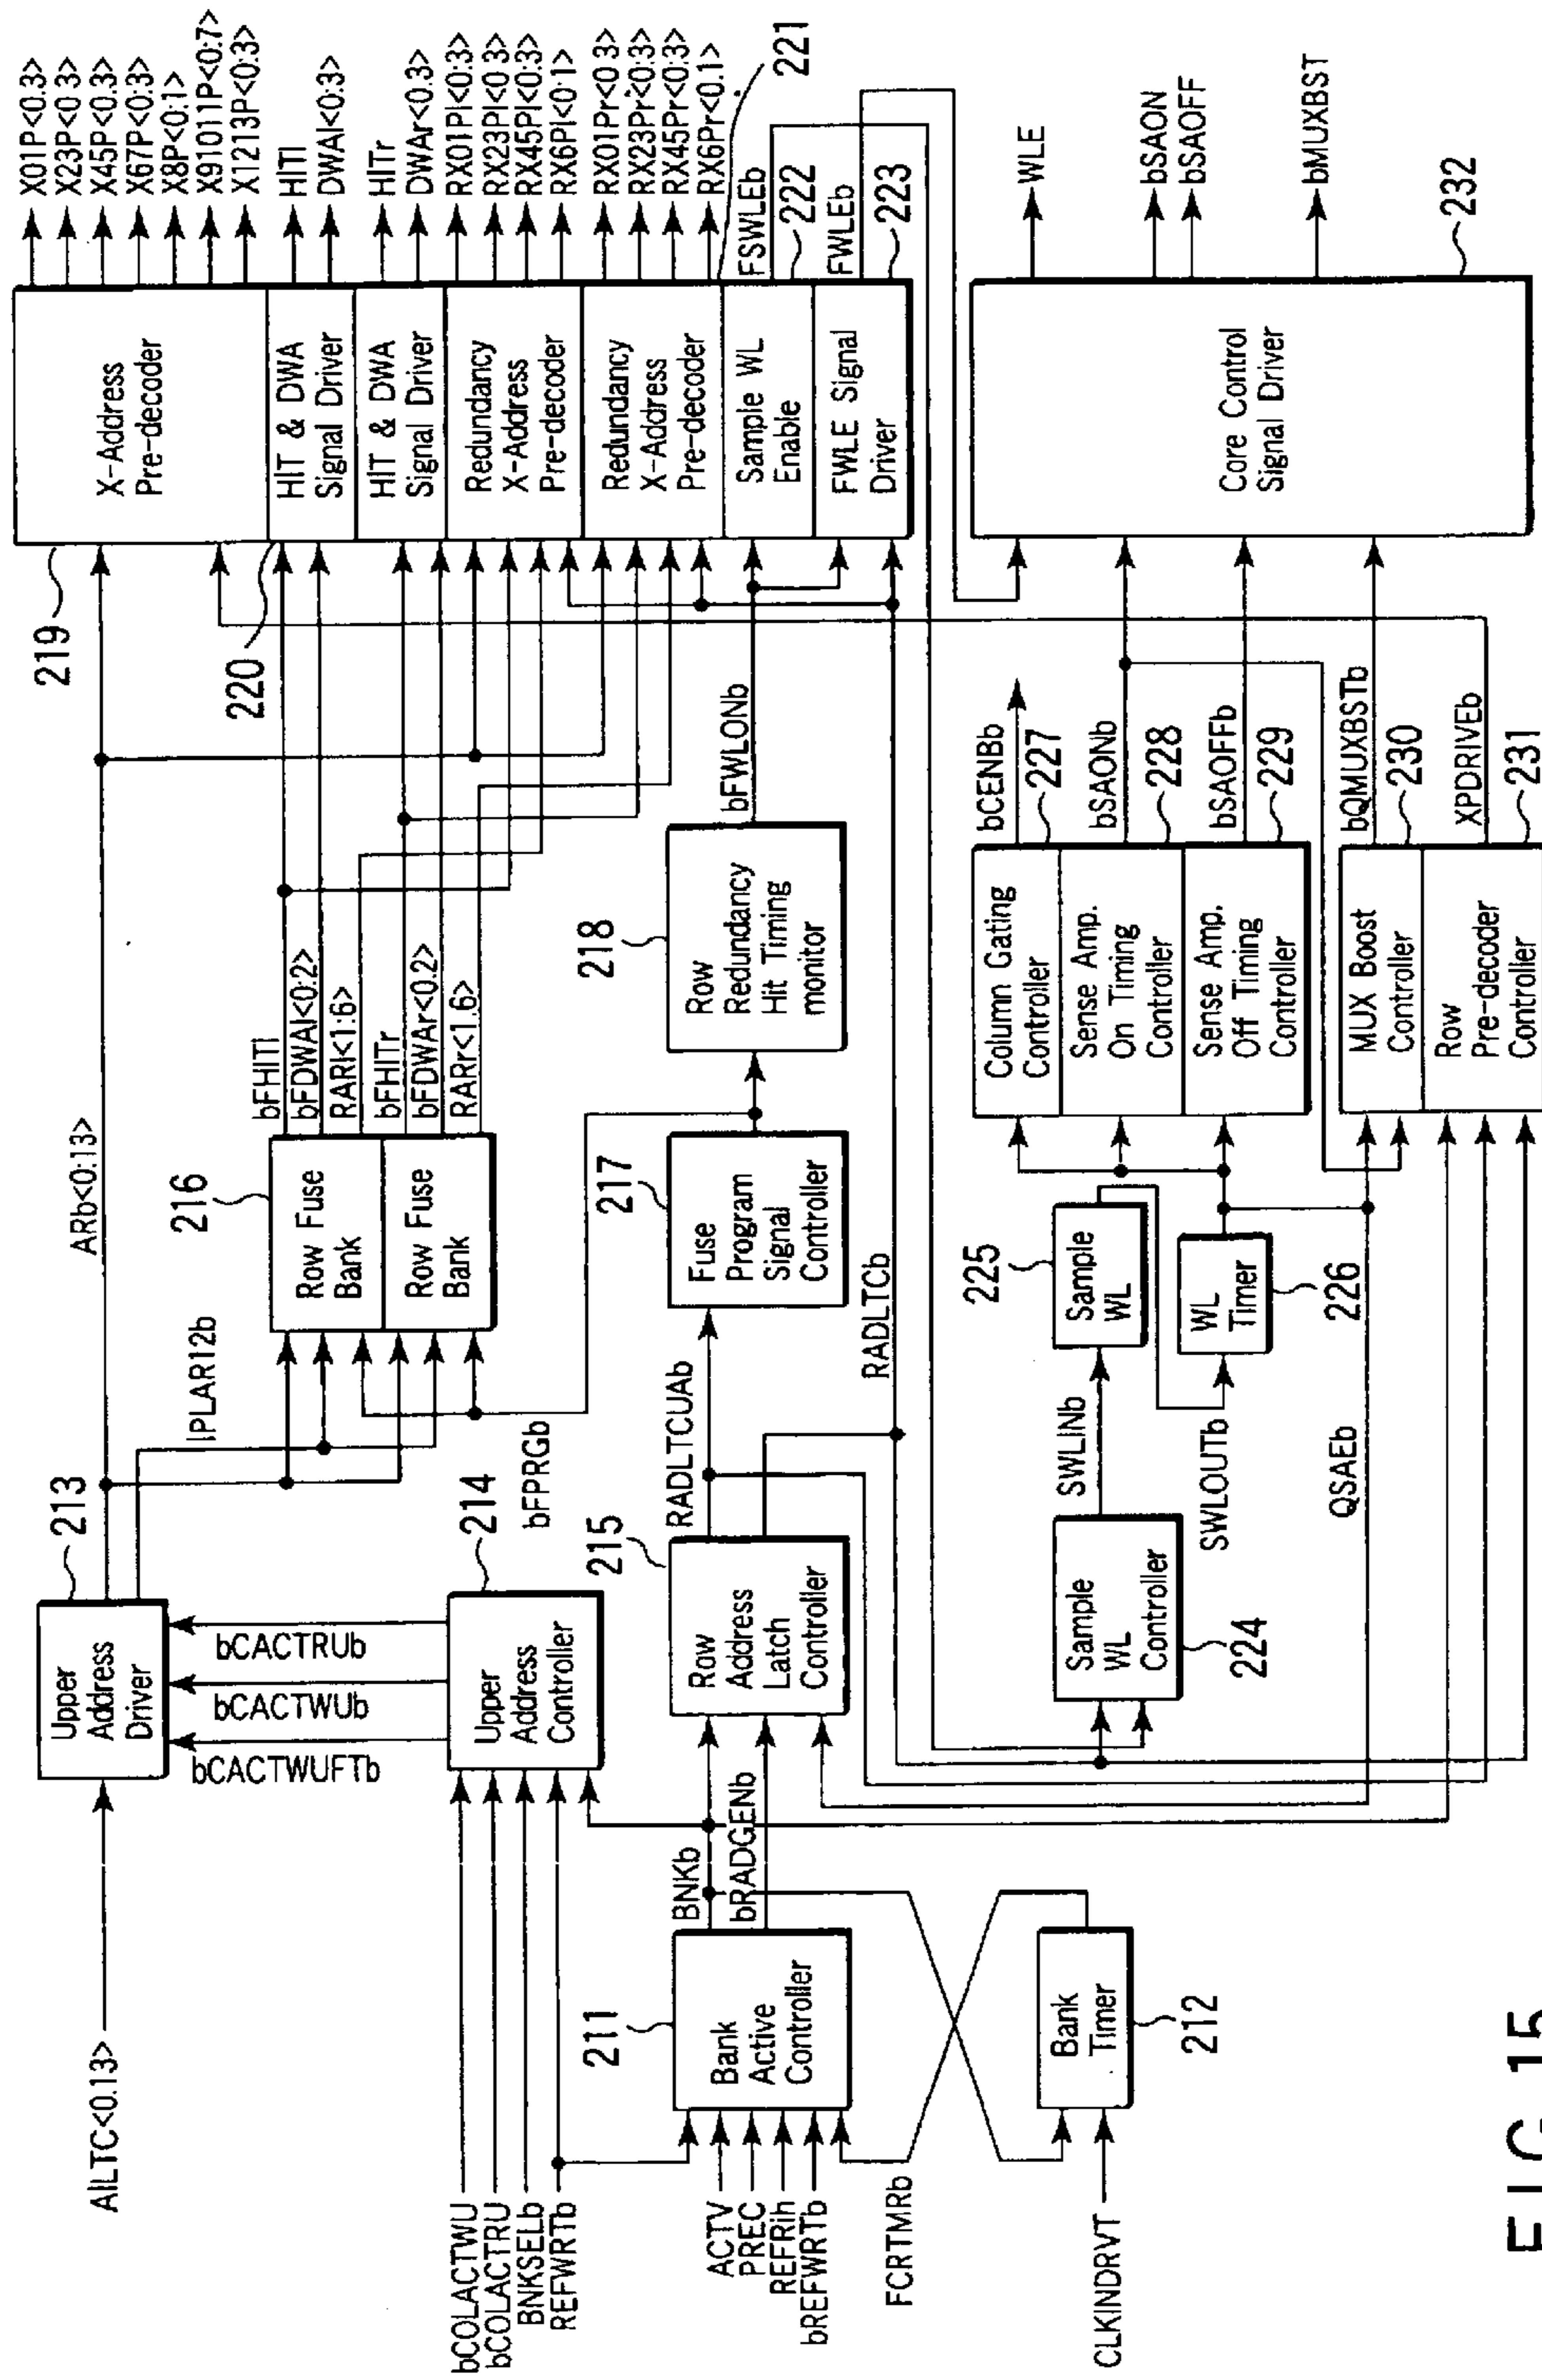 AILTC<0.13>
bCOLACTWU
bCOLACTRU
BNKSELb
REFWRTb
ACTV
PREC
REFRih
bREFWRTb
FCRTMRb
CLKINDRVT
211
Bank
Active
Controller
Bank
Timer
212
BNKb
bRADGENb
213
Upper
Address
Driver
bCACTRUb
bCACTWUb
bCACTWUFTb
214
Upper
Address
Controller
215
Row
Address
Latch
Controller
ARb<0:13>
IPLAR12b
bFPRGb
RADLTCUAb
RADLTCb
216
Row Fuse
Bank
Row Fuse
Bank
217
Fuse
Program
Signal
Controller
bFHITl
bFDWAl<0:2>
RARl<1:6>
bFHITr
bFDWAr<0.2>
RARr<1.6>
218
Row
Redundancy
Hit Timing
monitor
bFWLONb
Sample
WL
Controller
224
SWLINb
SWLOUTb
QSAEb
225
Sample
WL
WL
Timer
226
Column Gating
Controller
Sense Amp.
On Timing
Controller
Sense Amp.
Off Timing
Controller
MUX Boost
Controller
Row
Pre-decoder
Controller
bCENBb
227
bSAONb
228
bSAOFFb
229
bQMUXBSTb
230
XPDRIVEb
231
219
220
X-Address
Pre-decoder
HIT & DWA
Signal Driver
HIT & DWA
Signal Driver
Redundancy
X-Address
Pre-decoder
Redundancy
X-Address
Pre-decoder
Sample WL
Enable
FWLE Signal
Driver
X01P<0.3>
X23P<0 3>
X45P<0.3>
X67P<0:3>
X8P<0:1>
X91011P<0:7>
X1213P<0:3>
HITl
DWAl<0:3>
HITr
DWAr<0.3>
RX01Pl<0:3>
RX23Pl<0 3>
RX45Pl<0:3>
RX6Pl<0:1>
RX01Pr<0 3>
RX23Pr<0:3>
RX45Pr<0:3>
RX6Pr<0.1>
221
FSWLEb
222
FWLEb
223
Core Control
Signal Driver
WLE
bSAON
bSAOFF
bMUXBST
232
FIG. 15